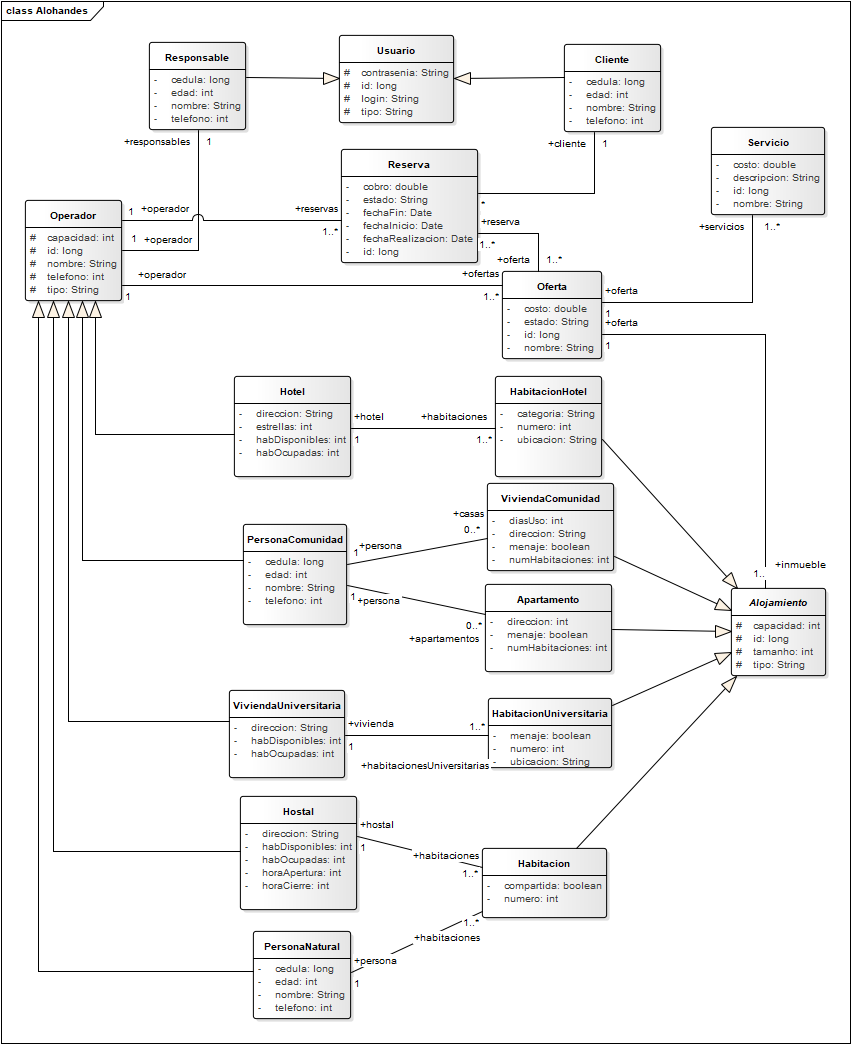 class Alohandes
Responsable
- cedula: long
- edad: int
- nombre: String
- telefono: int
Usuario
# contrasenia: String
# id: long
# login: String
# tipo: String
Cliente
- cedula: long
- edad: int
- nombre: String
- telefono: int
+responsables 1
+cliente 1
Servicio
- costo: double
- descripcion: String
- id: long
- nombre: String
+servicios 1..*
Reserva
- cobro: double
- estado: String
- fechaFin: Date
- fechaInicio: Date
- fechaRealizacion: Date
- id: long
*
+reserva
1..*
+reservas
1..*
Operador
# capacidad: int
# id: long
# nombre: String
# telefono: int
# tipo: String
1 +operador
1 +operador
+operador
1
+oferta 1..*
+ofertas
1..*
Oferta
- costo: double
- estado: String
- id: long
- nombre: String
+oferta
1
+oferta
1
Hotel
- direccion: String
- estrellas: int
- habDisponibles: int
- habOcupadas: int
+hotel
1
+habitaciones
1..*
HabitacionHotel
- categoria: String
- numero: int
- ubicacion: String
PersonaComunidad
- cedula: long
- edad: int
- nombre: String
- telefono: int
1 +persona
1 +persona
+casas
0..*
ViviendaComunidad
- diasUso: int
- direccion: String
- menaje: boolean
- numHabitaciones: int
0..*
+apartamentos
Apartamento
- direccion: int
- menaje: boolean
- numHabitaciones: int
+inmueble
1..
Alojamiento
# capacidad: int
# id: long
# tamanho: int
# tipo: String
ViviendaUniversitaria
- direccion: String
- habDisponibles: int
- habOcupadas: int
+vivienda
1
1..*
+habitacionesUniversitarias
HabitacionUniversitaria
- menaje: boolean
- numero: int
- ubicacion: String
Hostal
- direccion: String
- habDisponibles: int
- habOcupadas: int
- horaApertura: int
- horaCierre: int
+hostal
1
+habitaciones
1..*
Habitacion
- compartida: boolean
- numero: int
1..*
+habitaciones
PersonaNatural
- cedula: long
- edad: int
- nombre: String
- telefono: int
+persona
1